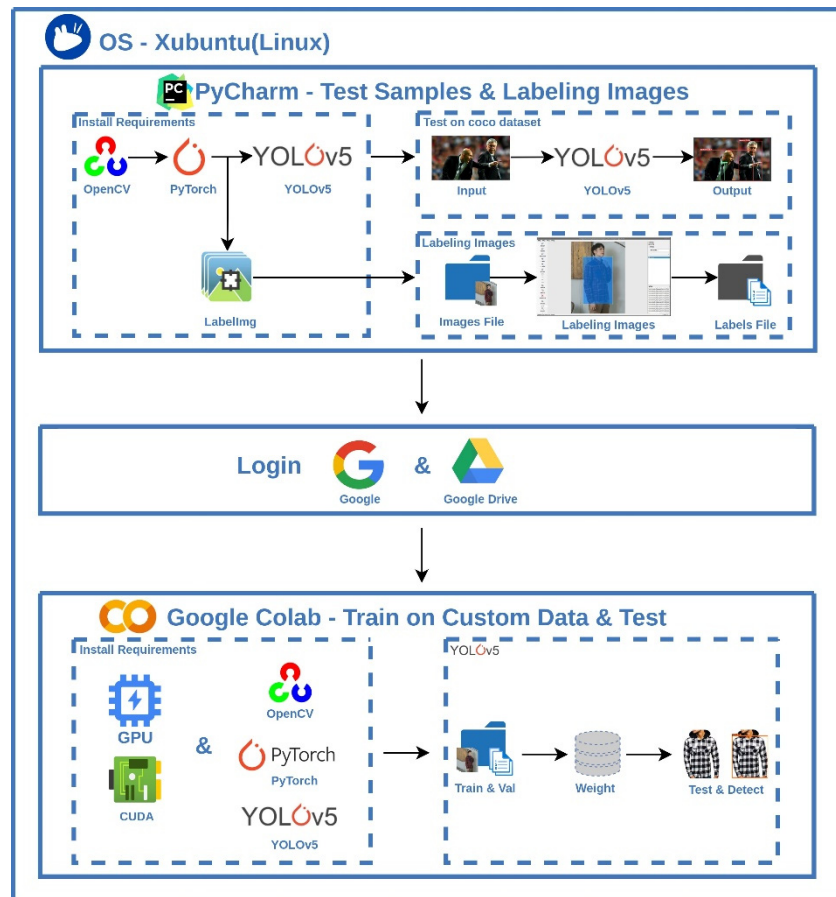 OS - Xubuntu(Linux)
PC
PyCharm - Test Samples & Labeling Images
Install Requirements
OpenCV
PyTorch
YOLOv5
YOLOv5
LabelImg
Test on coco dataset
Input
YOLOv5
YOLOv5
Output
Labeling Images
Images File
Labeling Images
Labels File
Login
&
Google
Google Drive
Google Colab - Train on Custom Data & Test
Install Requirements
GPU
CUDA
&
OpenCV
PyTorch
PyTorch
YOLOv5
YOLOv5
YOLOv5
Train & Val
Weight
Test & Detect